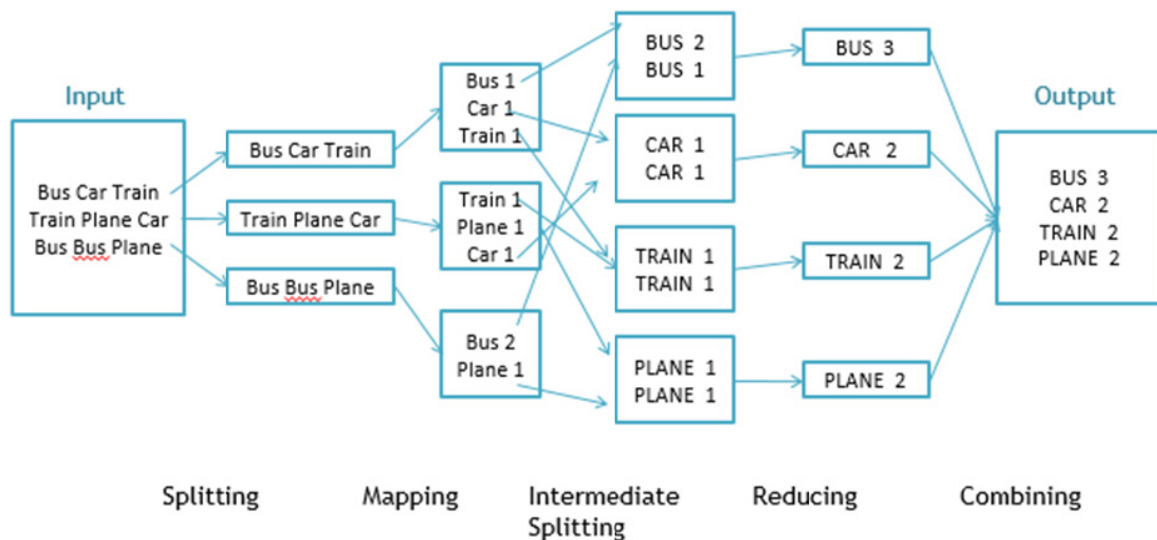 Input
Bus Car Train
Train Plane Car
Bus Bus Plane
Bus Car Train
Train Plane Car
Bus Bus Plane
Bus 1
Car 1
Train 1
Train 1
Plane 1
Car 1
Bus 2
Plane 1
BUS 2
BUS 1
CAR 1
CAR 1
TRAIN 1
TRAIN 1
PLANE 1
PLANE 1
BUS 3
CAR 2
TRAIN 2
PLANE 2
Output
BUS 3
CAR 2
TRAIN 2
PLANE 2
Splitting
Mapping
Intermediate
Splitting
Reducing
Combining